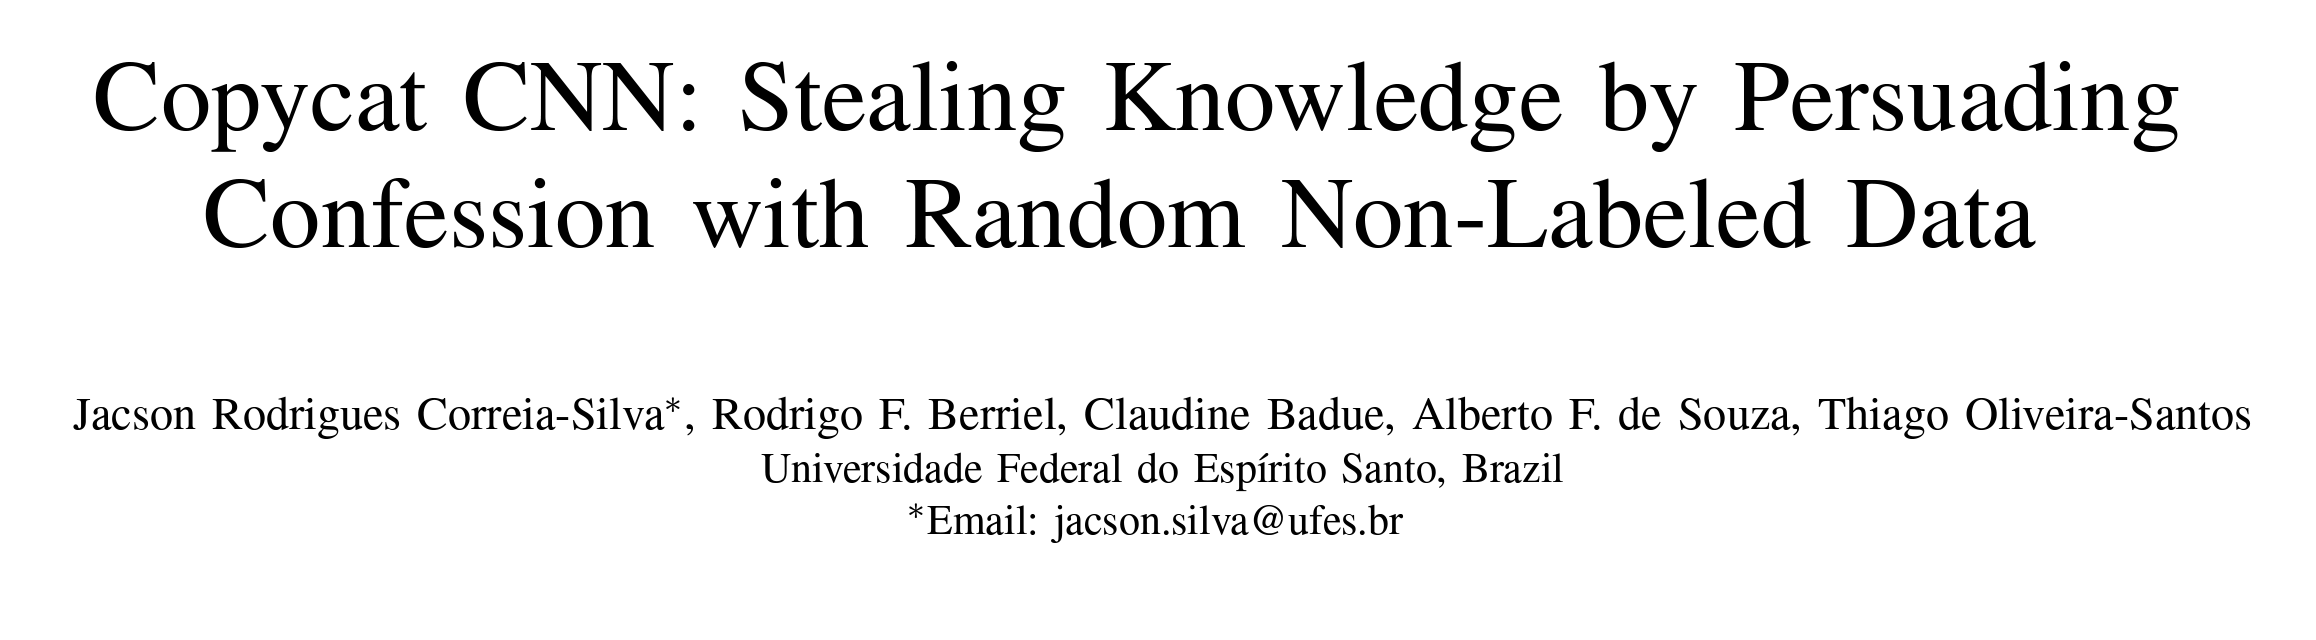 Copycat CNN: Stealing Knowledge by Persuading
Confession with Random Non-Labeled Data
Jacson Rodrigues Correia-Silva*, Rodrigo F. Berriel, Claudine Badue, Alberto F. de Souza, Thiago Oliveira-Santos
Universidade Federal do Espírito Santo, Brazil
*Email: jacson.silva@ufes.br